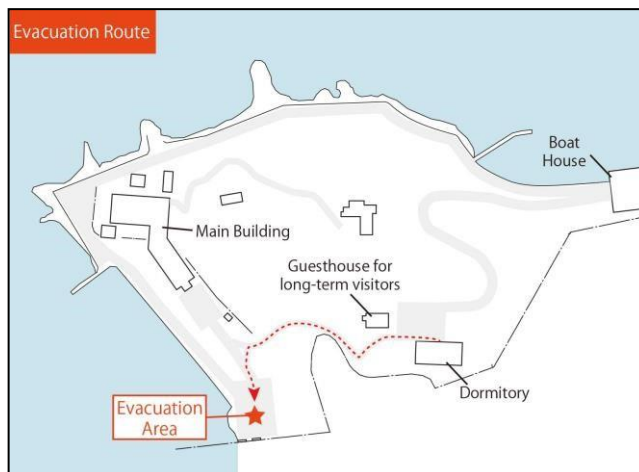 Evacuation Route
Boat
House
Main Building
Guesthouse for
long-term visitors
Dormitory
Evacuation
Area